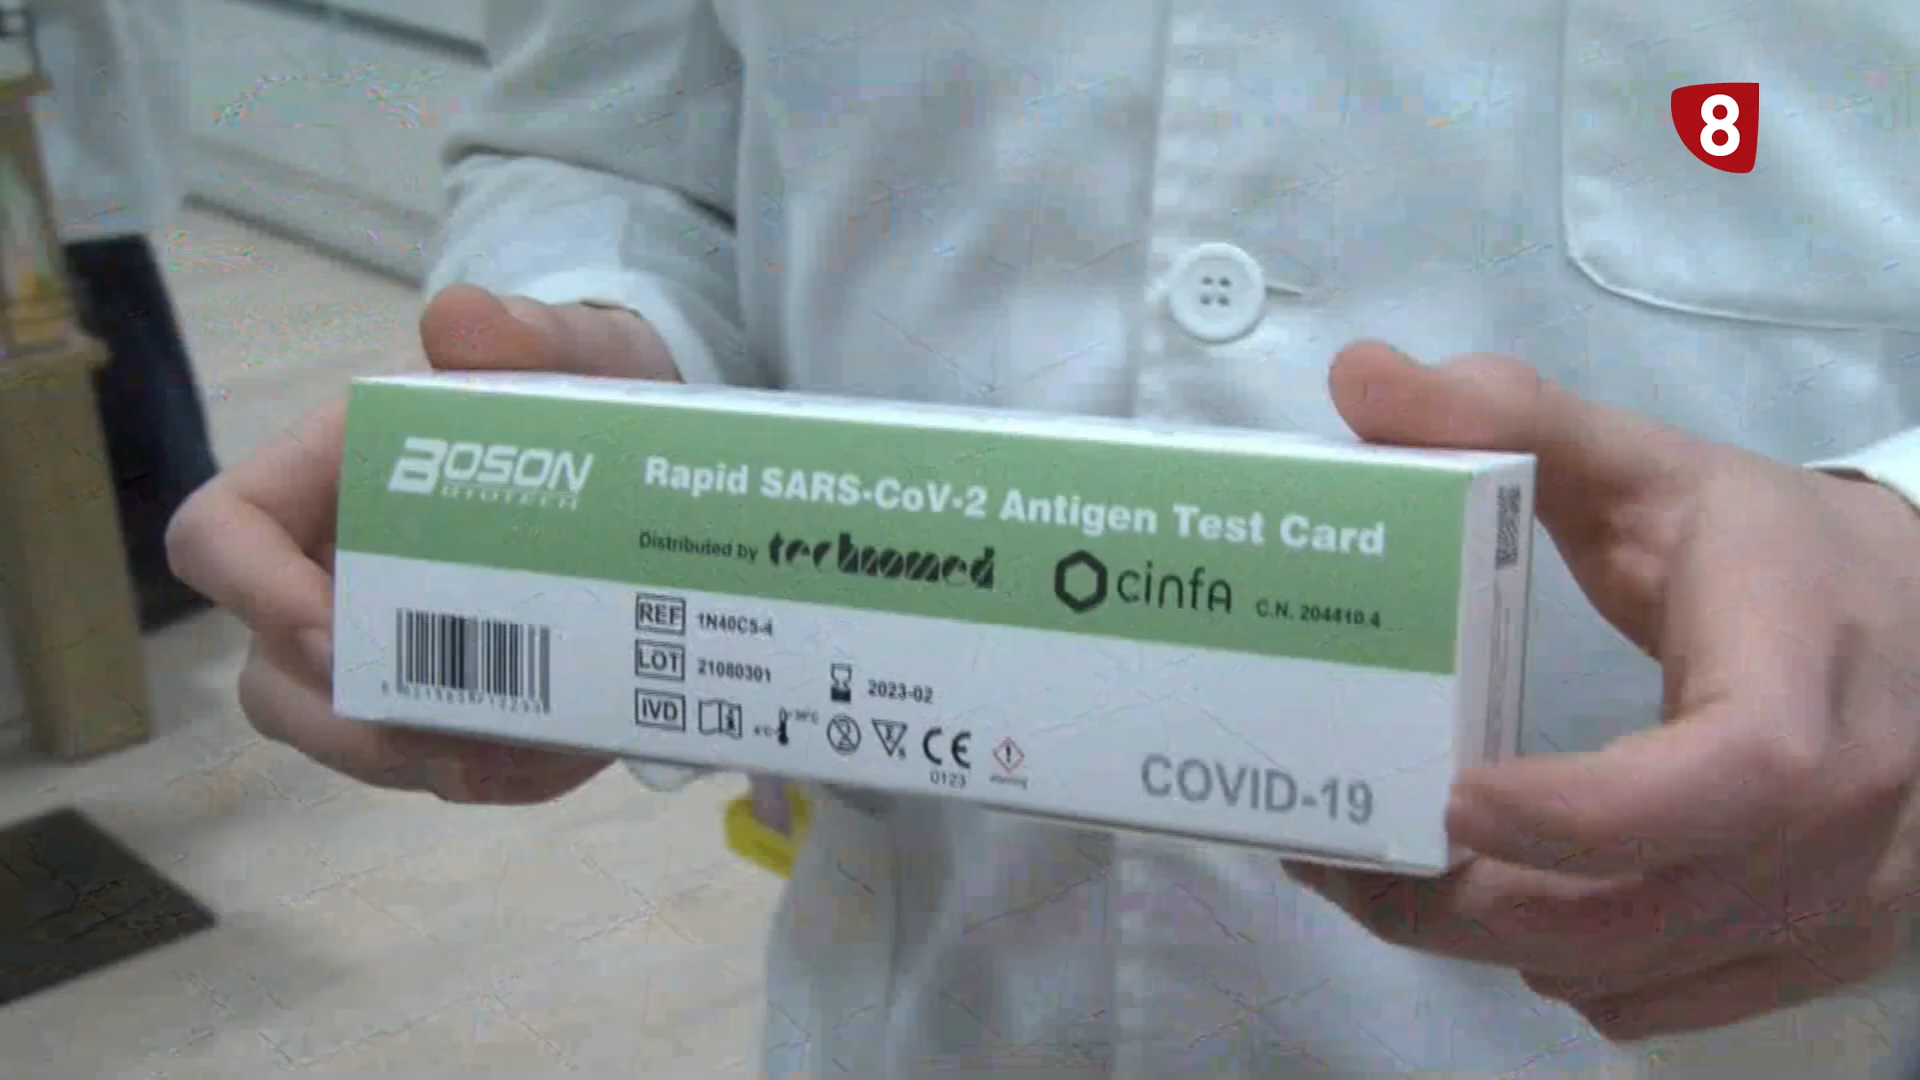 8
BOSON
BIOTECH
Rapid SARS-CoV-2 Antigen Test Card
Distributed by technomed
cinfa C.N. 204410.4
REF 1N40C5-4
LOT 21080301
2023-02
IVD
CE
0123
COVID-19